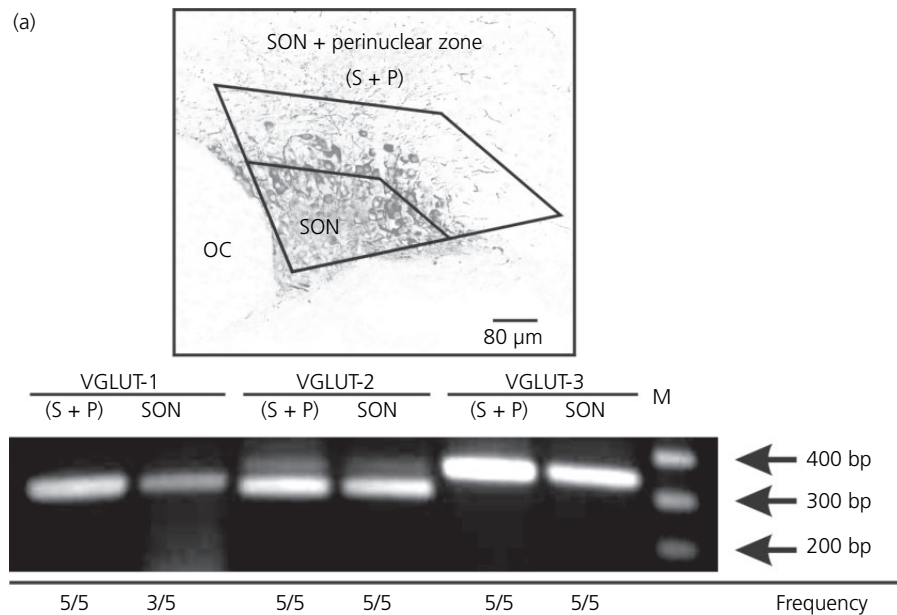 (a)
SON + perinuclear zone
(S + P)
SON
OC
80 µm
VGLUT-1 VGLUT-2 VGLUT-3 M
(S + P) SON (S + P) SON (S + P) SON
400 bp
300 bp
200 bp
5/5 3/5 5/5 5/5 5/5 5/5 Frequency